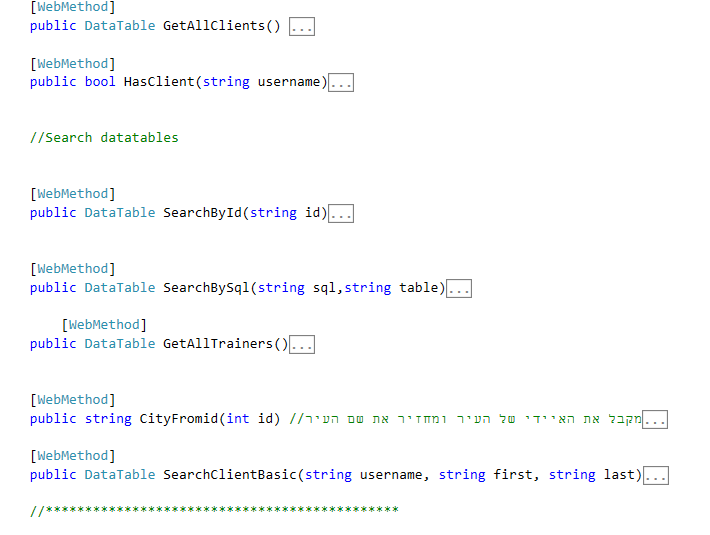 [WebMethod]
public DataTable GetAllClients() ...
[WebMethod]
public bool HasClient(string username)...
//Search datatables
[WebMethod]
public DataTable SearchById(string id)...
[WebMethod]
public DataTable SearchBySql(string sql,string table)...
[WebMethod]
public DataTable GetAllTrainers()...
[WebMethod]
public string CityFromid(int id) //מקבל את האיידי של העיר ומחזיר את שם העיר...
[WebMethod]
public DataTable SearchClientBasic(string username, string first, string last)...
//*********************************************